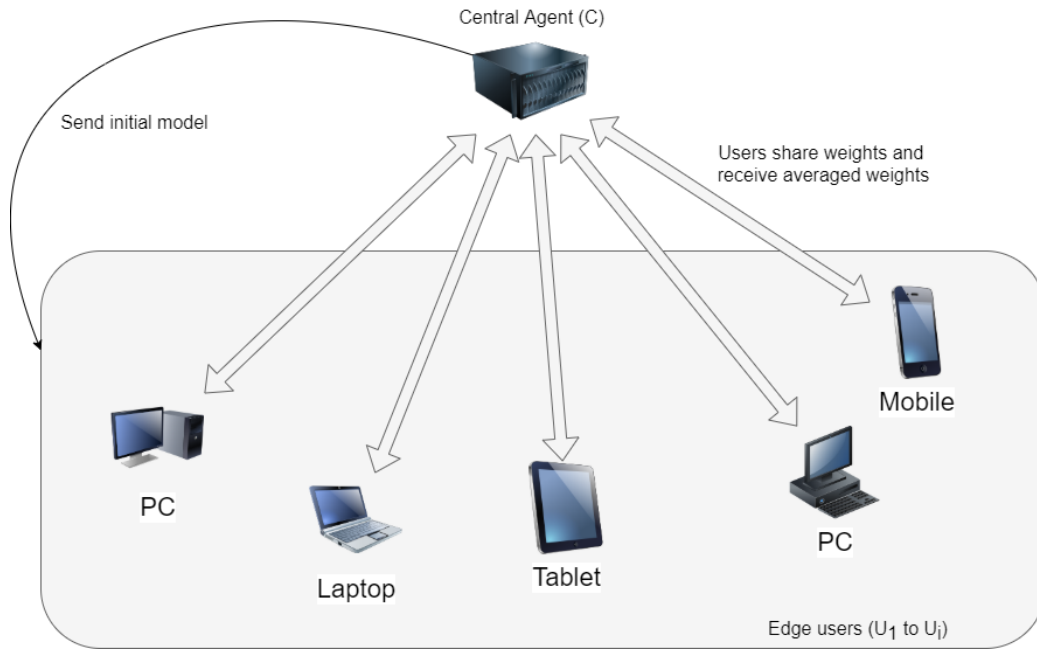 Central Agent (C)
Send initial model
Users share weights and
receive averaged weights
Mobile
PC
PC
Laptop
Tablet
Edge users (U₁ to Uᵢ)